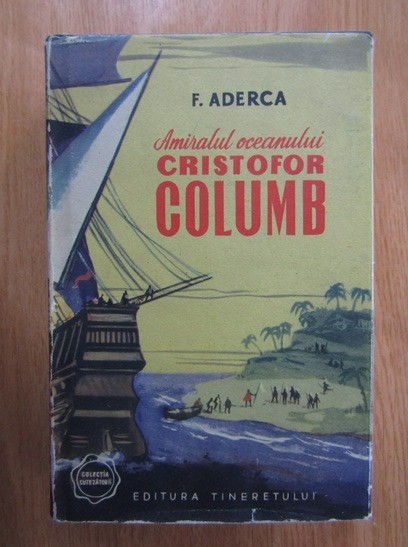 F. ADERCA
Amiralul oceanului
CRISTOFOR
COLUMB
COLECȚIA
CUTEZĂTORII
EDITURA TINERETULUI